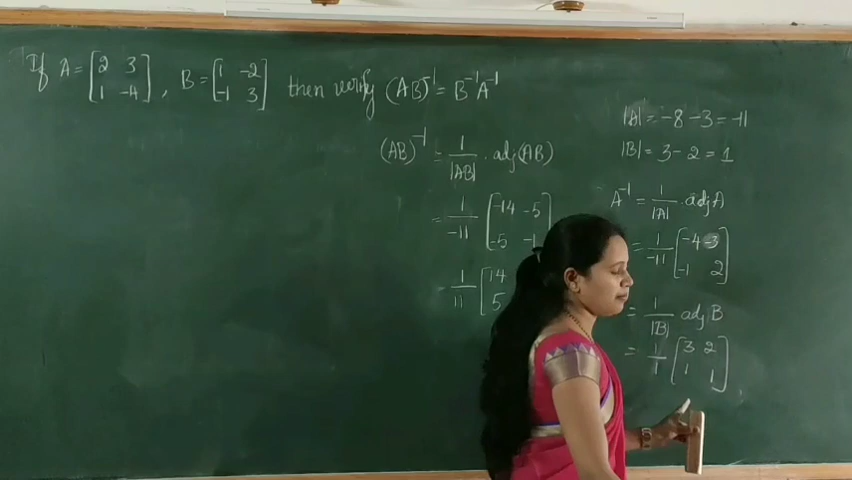 If A = [2 3; 1 -4], B = [1 -2; -1 3] then verify (AB)⁻¹ = B⁻¹A⁻¹
(AB)⁻¹ = 1/|AB| . adj(AB)
= 1/-11 [-14 -5; -5 -1
= 1/11 [14 5
|A| = -8 - 3 = -11
|B| = 3 - 2 = 1
A⁻¹ = 1/|A| . adj A
= 1/-11 [-4 -3; -1 2]
= 1/|B| adj B
= 1/1 [3 2; 1 1]